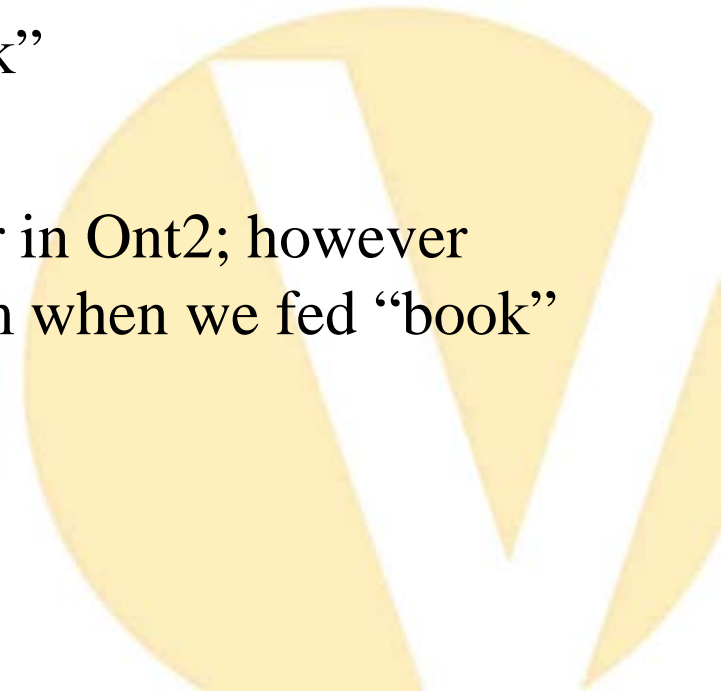 k”
r in Ont2; however
n when we fed “book”